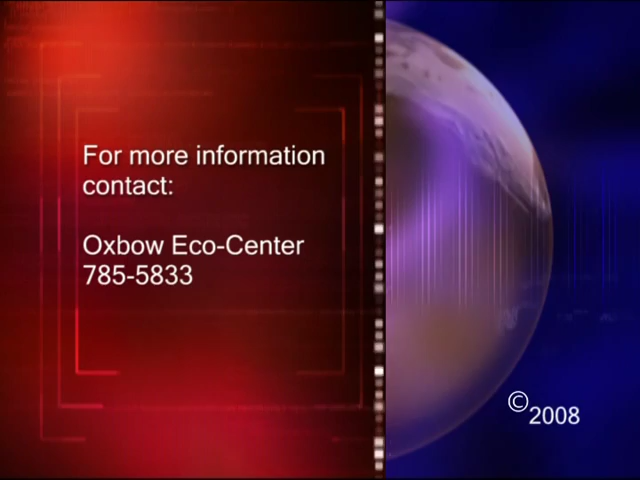 For more information
contact:
Oxbow Eco-Center
785-5833
© 2008